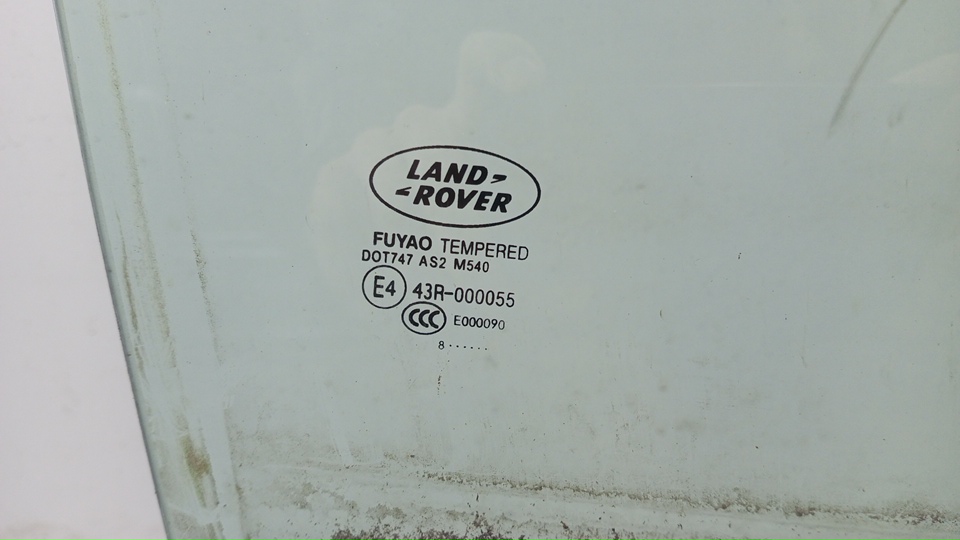 LAND
ROVER
FUYAO TEMPERED
DOT747 AS2 M540
E4 43R-000055
CCC E000090
8······